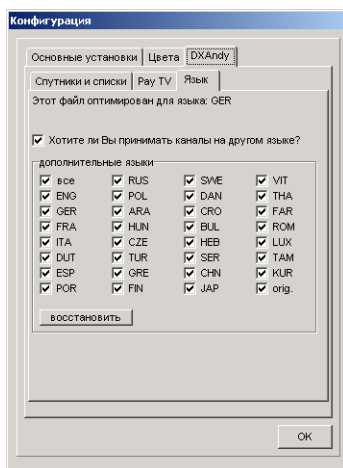 Конфигурация
Основные установки Цвета DXAndy
Спутники и списки Pay TV Язык
Этот файл оптимирован для языка: GER
Хотите ли Вы принимать каналы на другом языке?
дополнительные языки
все RUS SWE VIT
ENG POL DAN THA
GER ARA CRO FAR
FRA HUN BUL ROM
ITA CZE HEB LUX
DUT TUR SER TAM
ESP GRE CHN KUR
POR FIN JAP orig.
восстановить
OK